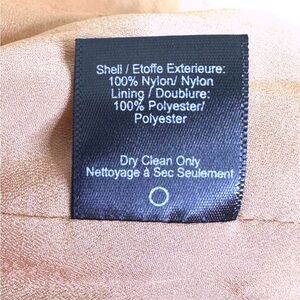 Shell / Etoffe Exterieure:
100% Nylon/ Nylon
Lining / Doublure:
100% Polyester/
Polyester
Dry Clean Only
Nettoyage à Sec Seulement